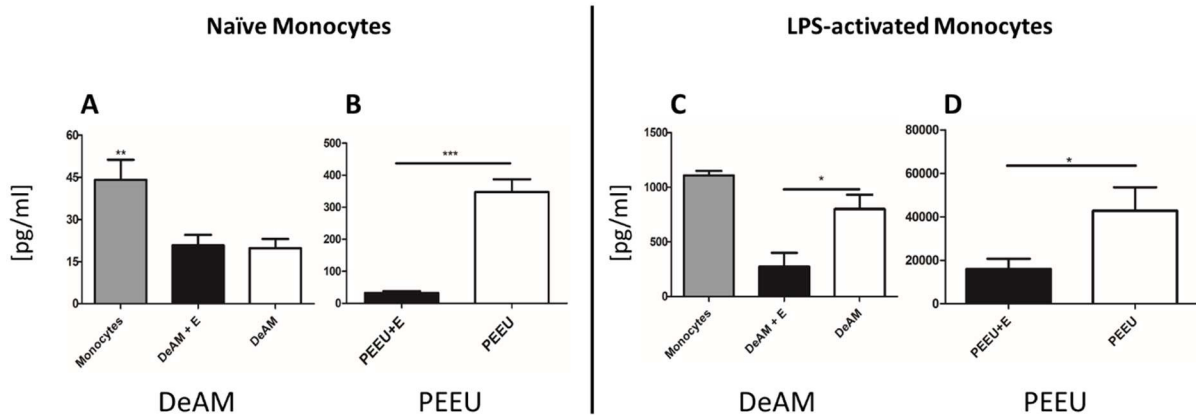 Naïve Monocytes
LPS-activated Monocytes
A
B
C
D
[pg/ml]
60
45
30
15
0
**
Monocytes
DeAM + E
DeAM
DeAM
500
400
300
200
100
0
***
PEEU+E
PEEU
PEEU
[pg/ml]
1500
1000
500
0
*
Monocytes
DeAM + E
DeAM
DeAM
80000
60000
40000
20000
0
*
PEEU+E
PEEU
PEEU